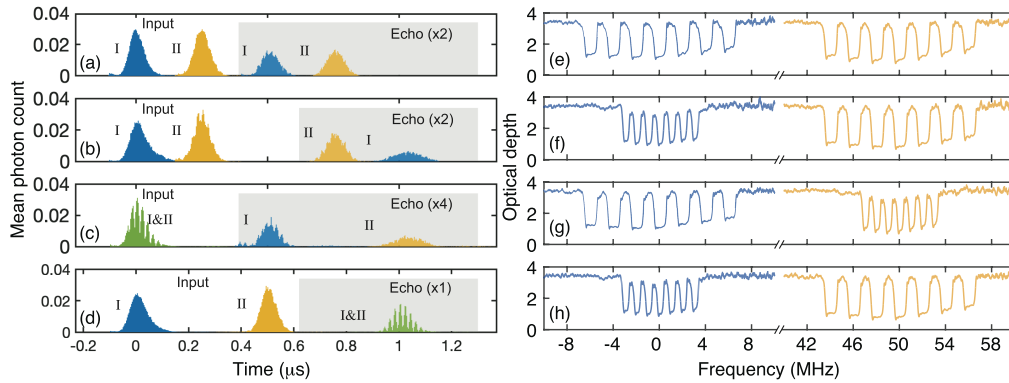 0.04
0.02
0
Input
I
II
I
II
Echo (x2)
(a)
0.04
0.02
0
Input
I
II
II
I
Echo (x2)
(b)
0.04
0.02
0
Input
I&II
I
II
Echo (x4)
(c)
0.04
0.02
0
Input
I
II
I&II
Echo (x1)
(d)
-0.2 0 0.2 0.4 0.6 0.8 1.0 1.2
Time (μs)
Mean photon count
4
2
0
(e)
4
2
0
(f)
4
2
0
(g)
4
2
0
(h)
-8 -4 0 4 8 42 46 50 54 58
Frequency (MHz)
Optical depth